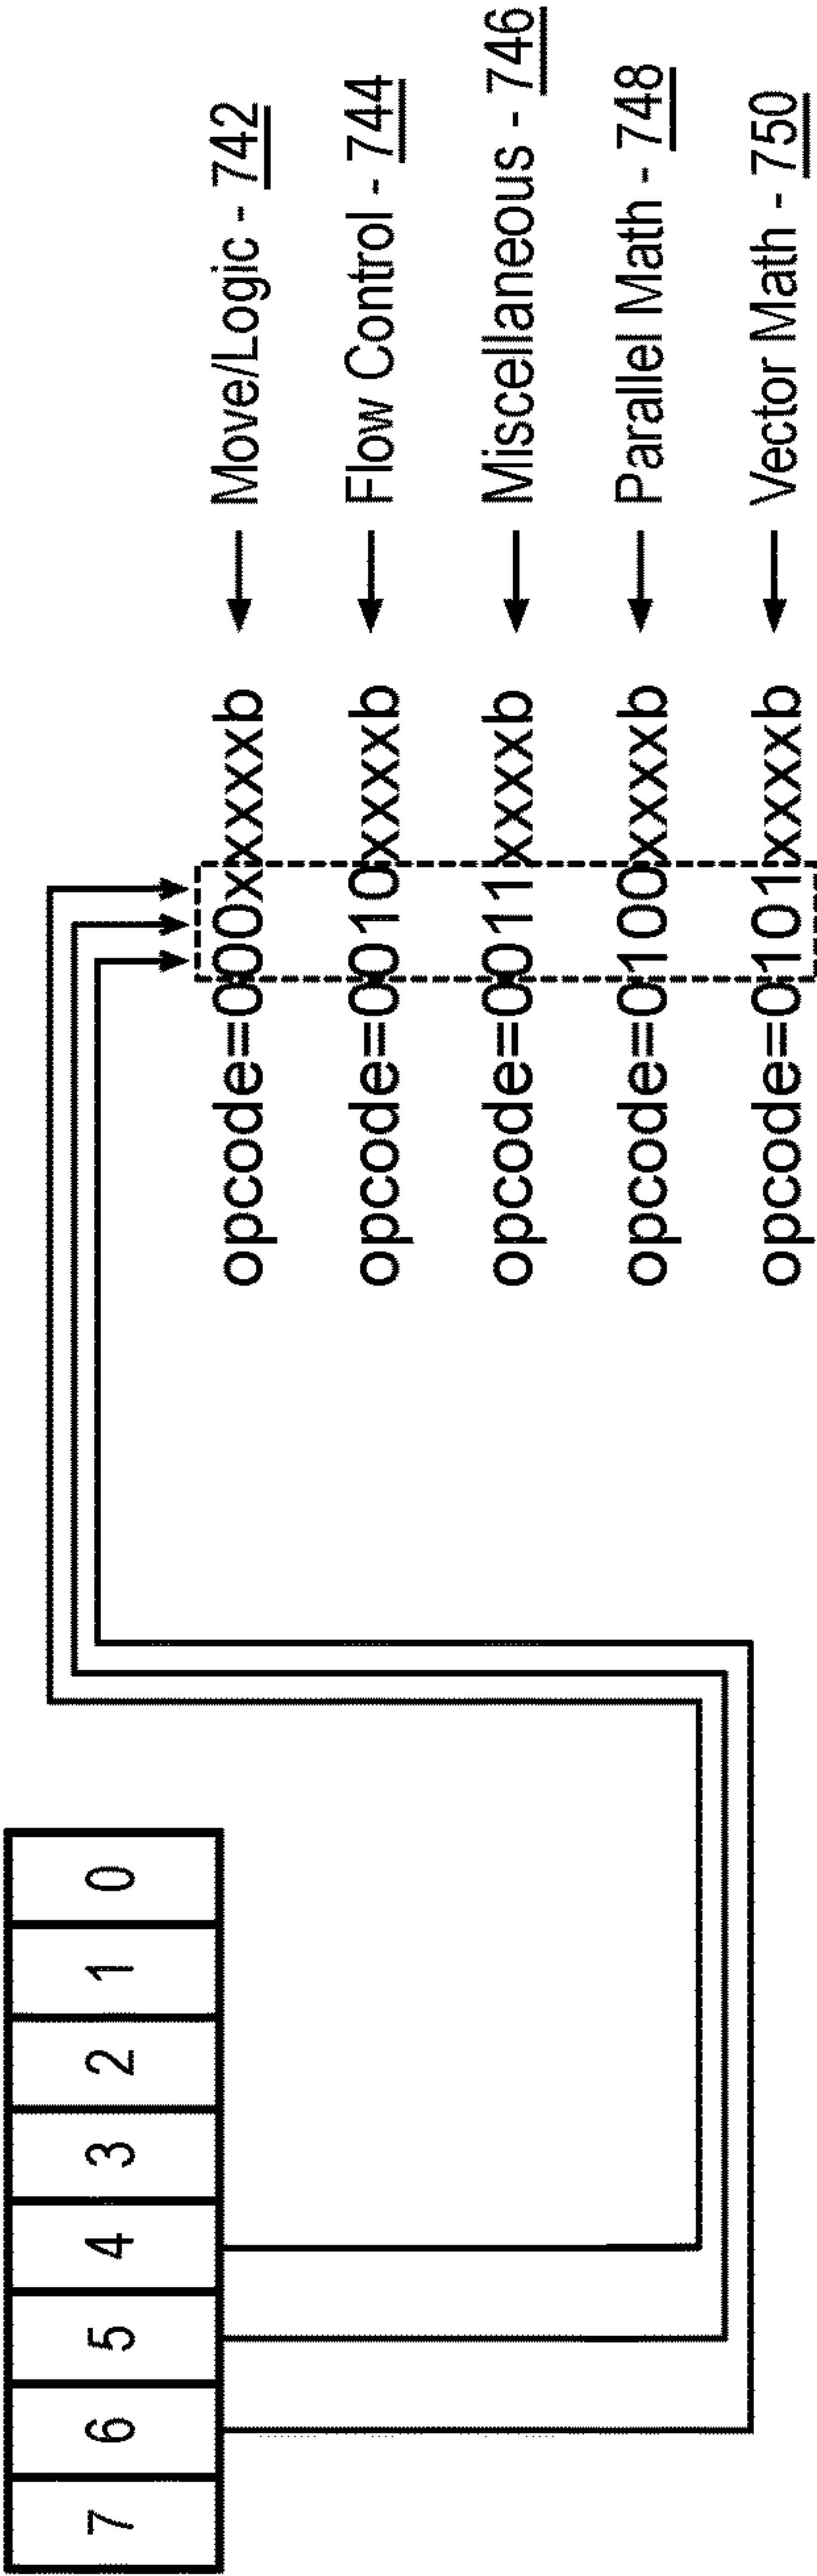 7 6 5 4 3 2 1 0
opcode=000xxxxxb Move/Logic - 742
opcode=0010xxxxb Flow Control - 744
opcode=0011xxxxb Miscellaneous - 746
opcode=0100xxxxb Parallel Math - 748
opcode=0101xxxxb Vector Math - 750